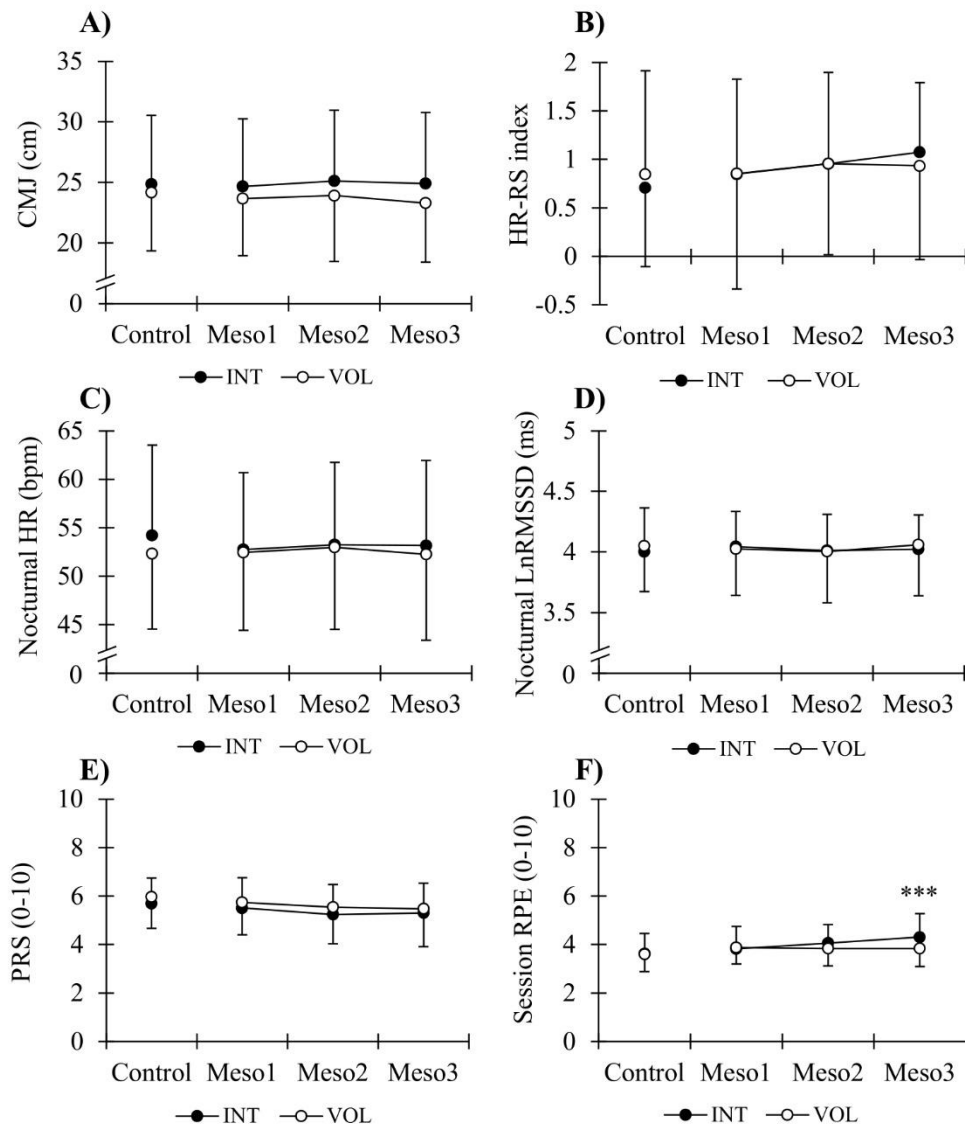 A)
CMJ (cm)
35
30
25
20
0
Control Meso1 Meso2 Meso3
INT VOL
B)
HR-RS index
2
1.5
1
0.5
0
-0.5
Control Meso1 Meso2 Meso3
INT VOL
C)
Nocturnal HR (bpm)
65
60
55
50
45
0
Control Meso1 Meso2 Meso3
INT VOL
D)
Nocturnal LnRMSSD (ms)
5
4.5
4
3.5
0
Control Meso1 Meso2 Meso3
INT VOL
E)
PRS (0-10)
10
8
6
4
2
0
Control Meso1 Meso2 Meso3
INT VOL
F)
Session RPE (0-10)
10
8
6
4
2
0
***
Control Meso1 Meso2 Meso3
INT VOL